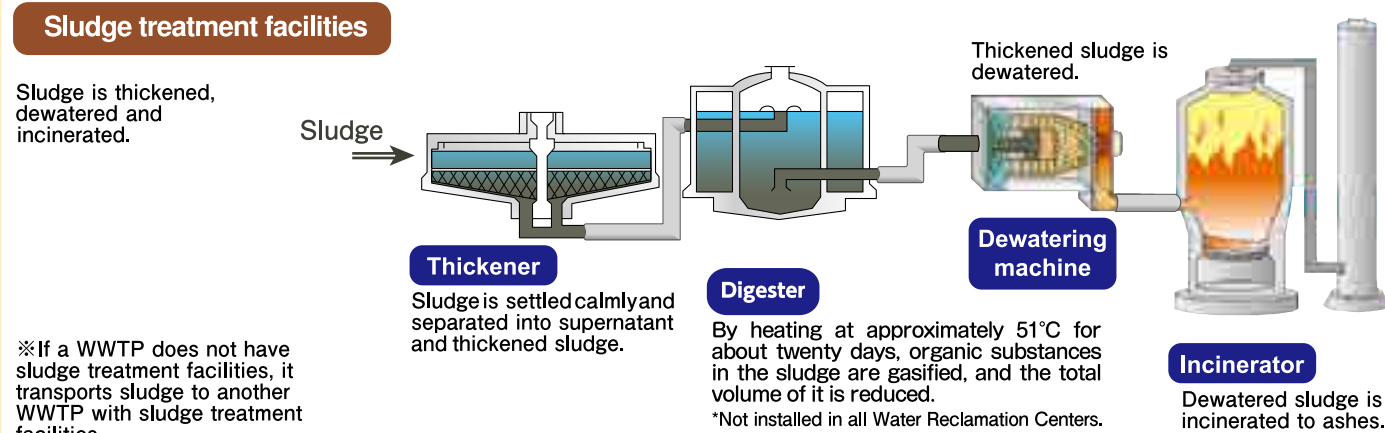 Sludge treatment facilities
Sludge is thickened,
dewatered and
incinerated.
Sludge
Thickened sludge is
dewatered.
Thickener
Sludge is settled calmly and
separated into supernatant
and thickened sludge.
Digester
By heating at approximately 51°C for
about twenty days, organic substances
in the sludge are gasified, and the total
volume of it is reduced.
*Not installed in all Water Reclamation Centers.
Dewatering
machine
Incinerator
Dewatered sludge is
incinerated to ashes.
※If a WWTP does not have
sludge treatment facilities, it
transports sludge to another
WWTP with sludge treatment
facilities.